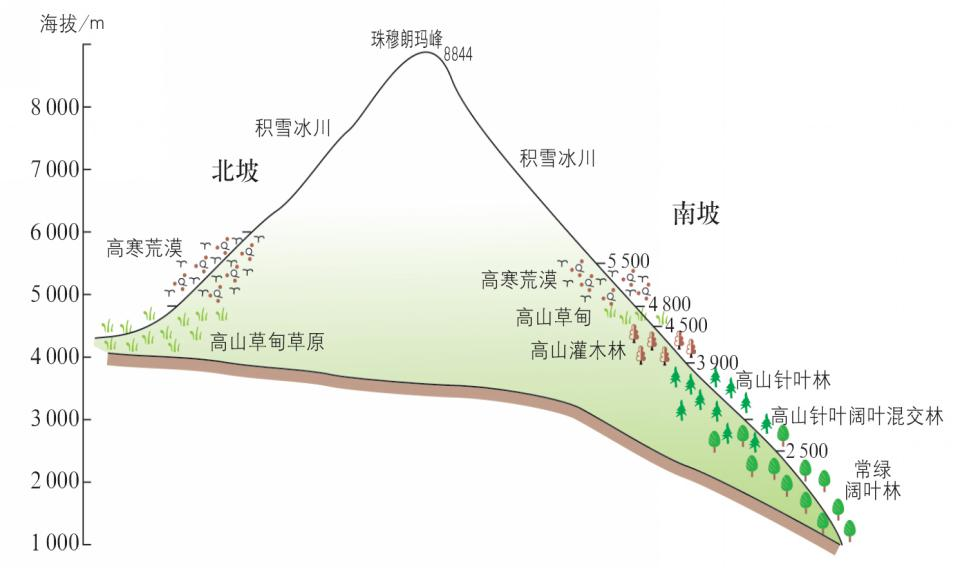 海拔/m
珠穆朗玛峰
8844
8 000
积雪冰川
积雪冰川
7 000
北坡
南坡
6 000
高寒荒漠
5 500
高寒荒漠
5 000
4 800
高山草甸
4 500
高山草甸草原
高山灌木林
4 000
3 900
高山针叶林
3 000
高山针叶阔叶混交林
2 500
常绿
阔叶林
2 000
1 000